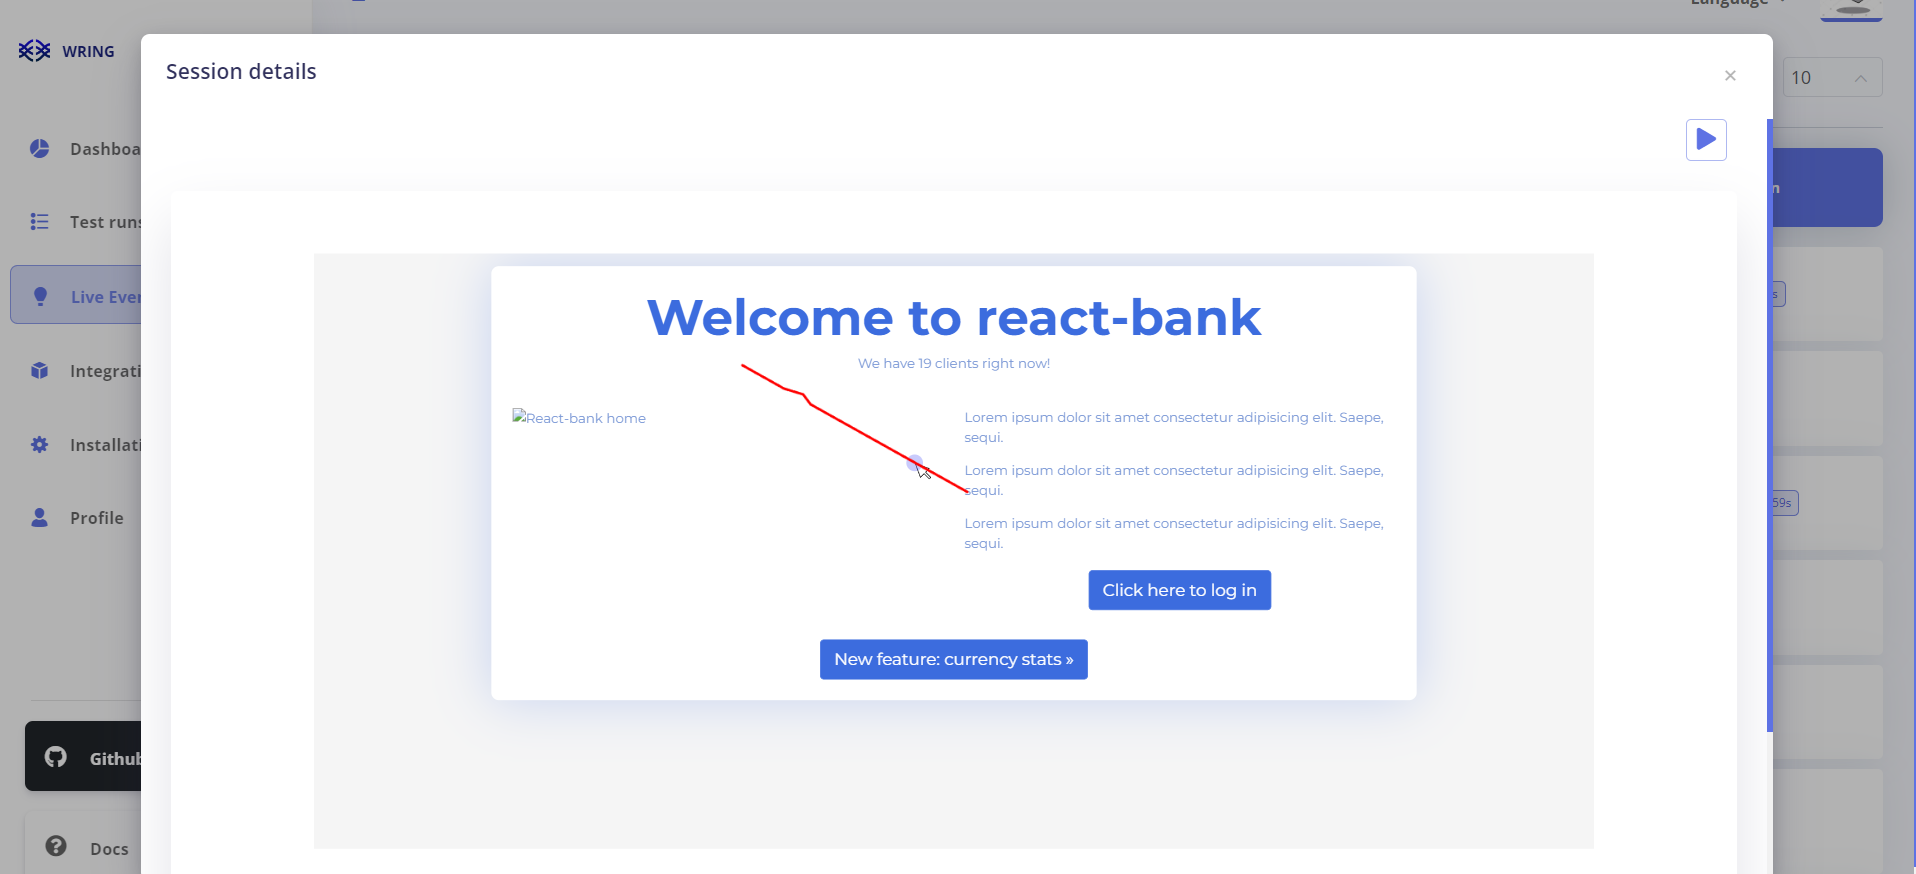 Language
WRING
Session details
×
10
Dashboa
Test runs
Live Ever
Integrati
Installati
Profile
Github
Docs
n
s
59s
Welcome to react-bank
We have 19 clients right now!
React-bank home
Lorem ipsum dolor sit amet consectetur adipisicing elit. Saepe,
sequi.
Lorem ipsum dolor sit amet consectetur adipisicing elit. Saepe,
sequi.
Lorem ipsum dolor sit amet consectetur adipisicing elit. Saepe,
sequi.
Click here to log in
New feature: currency stats »